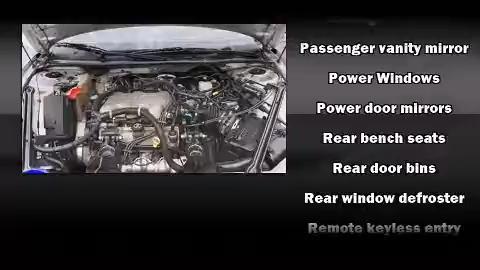 Passenger vanity mirror
Power Windows
Power door mirrors
Rear bench seats
Rear door bins
Rear window defroster
Remote keyless entry